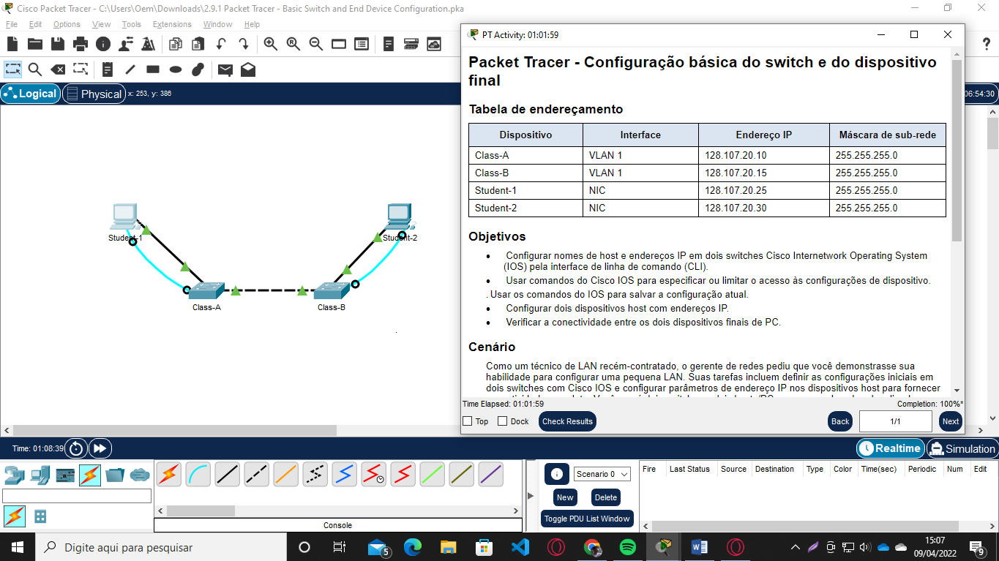 Cisco Packet Tracer - C:\Users\Oem\Downloads\2.9.1 Packet Tracer - Basic Switch and End Device Configuration.pka
File Edit Options View Tools Extensions Window Help
Logical Physical x: 253, y: 386
06:54:30
Student-1
Student-2
Class-A
Class-B
PT Activity: 01:01:59
Packet Tracer - Configuração básica do switch e do dispositivo
final
Tabela de endereçamento
Dispositivo Interface Endereço IP Máscara de sub-rede
Class-A VLAN 1 128.107.20.10 255.255.255.0
Class-B VLAN 1 128.107.20.15 255.255.255.0
Student-1 NIC 128.107.20.25 255.255.255.0
Student-2 NIC 128.107.20.30 255.255.255.0
Objetivos
• Configurar nomes de host e endereços IP em dois switches Cisco Internetwork Operating System
(IOS) pela interface de linha de comando (CLI).
• Usar comandos do Cisco IOS para especificar ou limitar o acesso às configurações de dispositivo.
. Usar os comandos do IOS para salvar a configuração atual.
• Configurar dois dispositivos host com endereços IP.
• Verificar a conectividade entre os dois dispositivos finais de PC.
Cenário
Como um técnico de LAN recém-contratado, o gerente de redes pediu que você demonstrasse sua
habilidade para configurar uma pequena LAN. Suas tarefas incluem definir as configurações iniciais em
dois switches com Cisco IOS e configurar parâmetros de endereço IP nos dispositivos host para fornecer
Time Elapsed: 01:01:59 Completion: 100%*
Top Dock Check Results Back 1/1 Next
Time: 01:08:39 Realtime Simulation
Scenario 0
New Delete
Toggle PDU List Window
Fire Last Status Source Destination Type Color Time(sec) Periodic Num Edit
Console
Digite aqui para pesquisar
5
15:07
09/04/2022
9